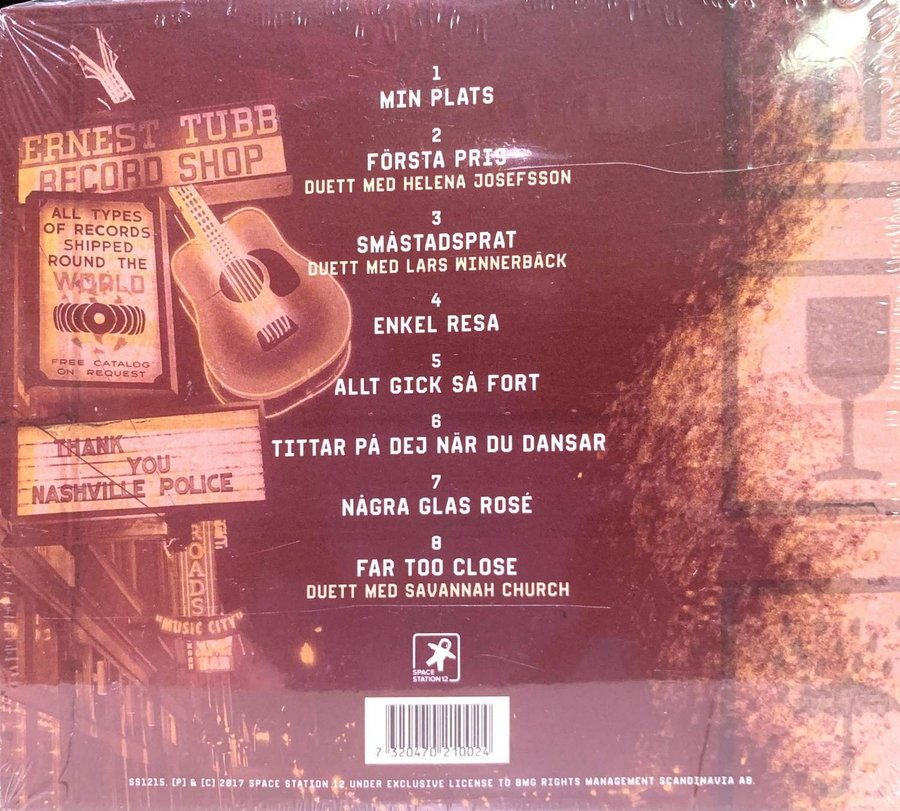 1
MIN PLATS
2
FÖRSTA PRIS
DUETT MED HELENA JOSEFSSON
3
SMÅSTADSPRAT
DUETT MED LARS WINNERBÄCK
4
ENKEL RESA
5
ALLT GICK SÅ FORT
6
TITTAR PÅ DEJ NÄR DU DANSAR
7
NÅGRA GLAS ROSÉ
8
FAR TOO CLOSE
DUETT MED SAVANNAH CHURCH
ERNEST TUBB
RECORD SHOP
ALL TYPES
OF RECORDS
SHIPPED
ROUND THE
WORLD
FREE CATALOG
ON REQUEST
THANK
YOU
NASHVILLE POLICE
ROADS
MUSIC CITY
SPACE
STATION 12
7 320470 210024
SS1215. [P] & [C] 2017 SPACE STATION 12 UNDER EXCLUSIVE LICENSE TO BMG RIGHTS MANAGEMENT SCANDINAVIA AB.